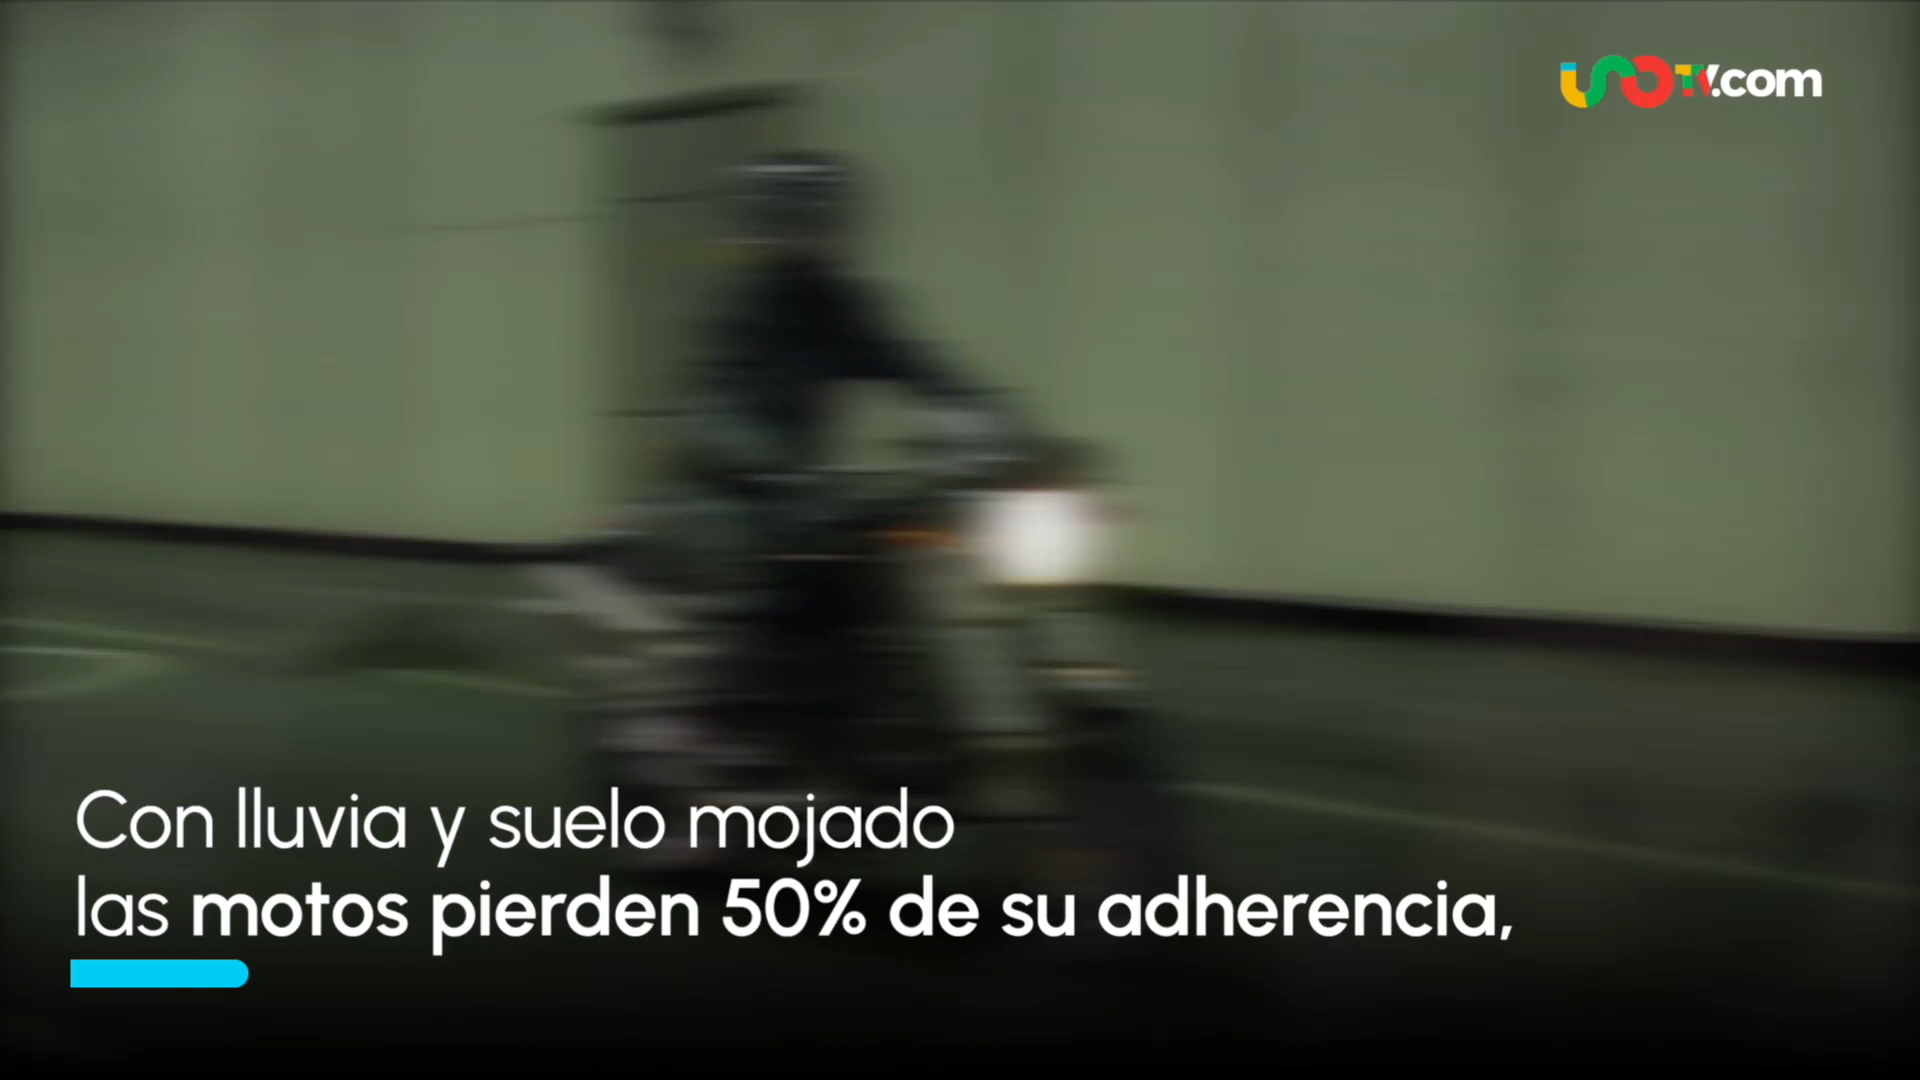 unoTV.com
Con lluvia y suelo mojado
las motos pierden 50% de su adherencia,